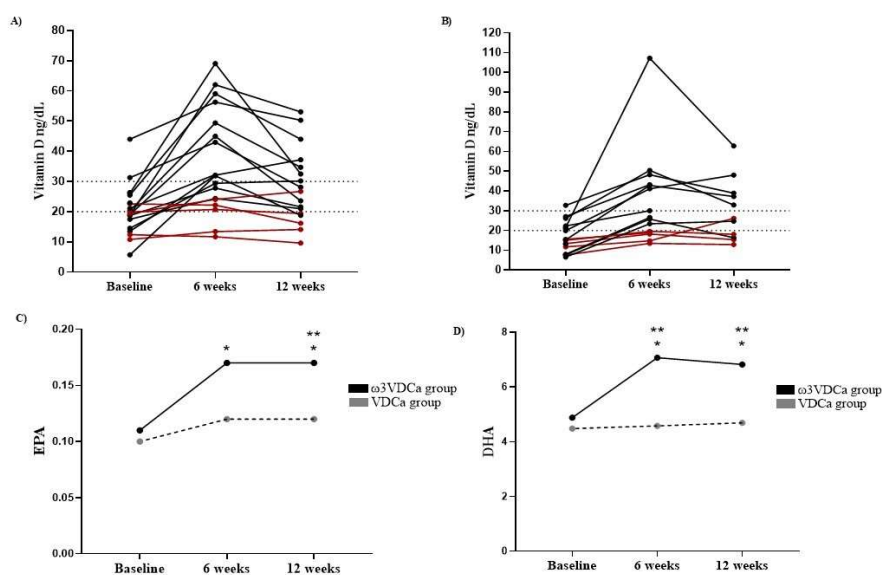 A)
Vitamin D ng/dL
80
70
60
50
40
30
20
10
0
Baseline
6 weeks
12 weeks
B)
Vitamin D ng/dL
120
110
100
90
80
70
60
50
40
30
20
10
0
Baseline
6 weeks
12 weeks
C)
EPA
0.20
0.15
0.10
0.05
0.00
*
**
*
Baseline
6 weeks
12 weeks
ω3VDCa group
VDCa group
D)
DHA
8
6
4
2
0
**
*
**
*
Baseline
6 weeks
12 weeks
ω3VDCa group
VDCa group